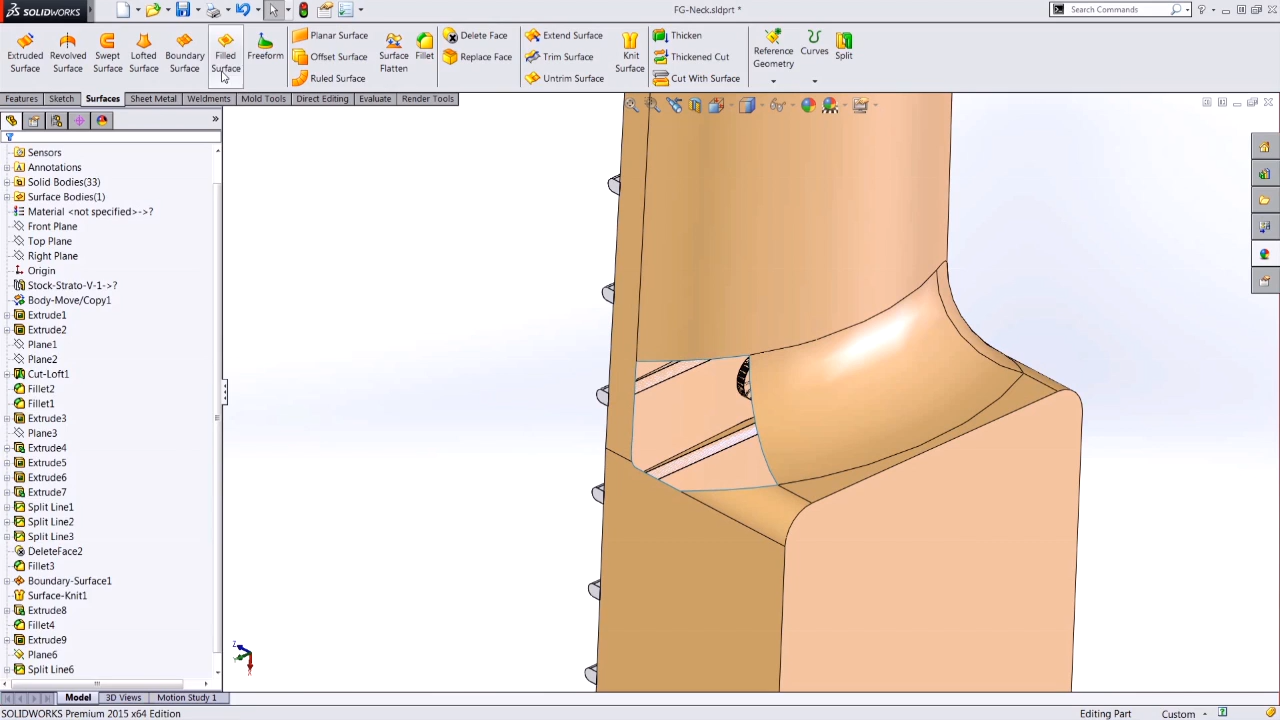 SOLIDWORKS
FG-Neck.sldprt *
Search Commands
Extruded Surface
Revolved Surface
Swept Surface
Lofted Surface
Boundary Surface
Filled Surface
Freeform
Planar Surface
Offset Surface
Ruled Surface
Surface Flatten
Fillet
Delete Face
Replace Face
Extend Surface
Trim Surface
Untrim Surface
Knit Surface
Thicken
Thickened Cut
Cut With Surface
Reference Geometry
Curves
Split
Features
Sketch
Surfaces
Sheet Metal
Weldments
Mold Tools
Direct Editing
Evaluate
Render Tools
Sensors
Annotations
Solid Bodies(33)
Surface Bodies(1)
Material <not specified>->?
Front Plane
Top Plane
Right Plane
Origin
Stock-Strato-V-1->?
Body-Move/Copy1
Extrude1
Extrude2
Plane1
Plane2
Cut-Loft1
Fillet2
Fillet1
Extrude3
Plane3
Extrude4
Extrude5
Extrude6
Extrude7
Split Line1
Split Line2
Split Line3
DeleteFace2
Fillet3
Boundary-Surface1
Surface-Knit1
Extrude8
Fillet4
Extrude9
Plane6
Split Line6
Z
Model
3D Views
Motion Study 1
SOLIDWORKS Premium 2015 x64 Edition
Editing Part
Custom